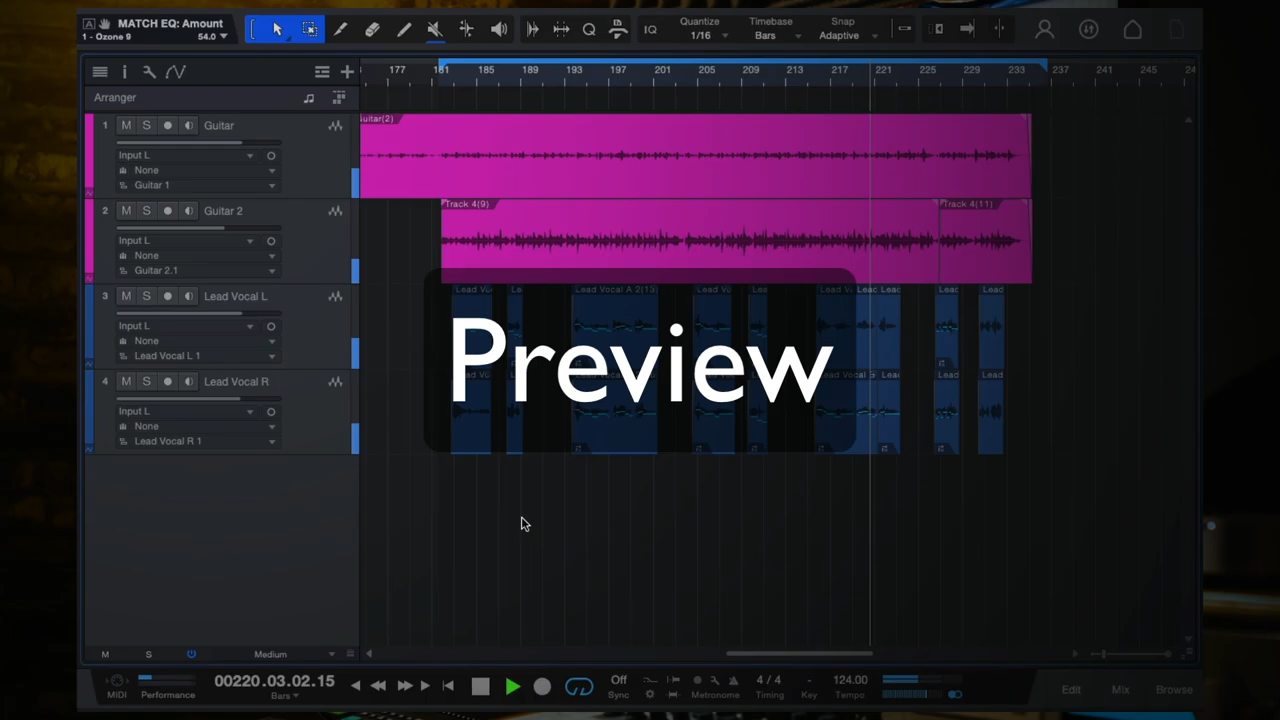 MATCH EQ: Amount
1 - Ozone 9 54.0
IQ
Quantize
1/16
Timebase
Bars
Snap
Adaptive
177 181 185 189 193 197 201 205 209 213 217 221 225 229 233 237 241 245 24
Arranger
1 M S Guitar
Input L
None
Guitar 1
uitar(2)
2 M S Guitar 2
Input L
None
Guitar 2.1
Track 4(9)
Track 4(11)
3 M S Lead Vocal L
Input L
None
Lead Vocal L 1
Lead Vocal A 2(13)
4 M S Lead Vocal R
Input L
None
Lead Vocal R 1
Preview
M S Medium
MIDI
Performance
00220.03.02.15
Bars
Off
Sync
Metronome
4 / 4
Timing
-
Key
124.00
Tempo
Edit Mix Browse